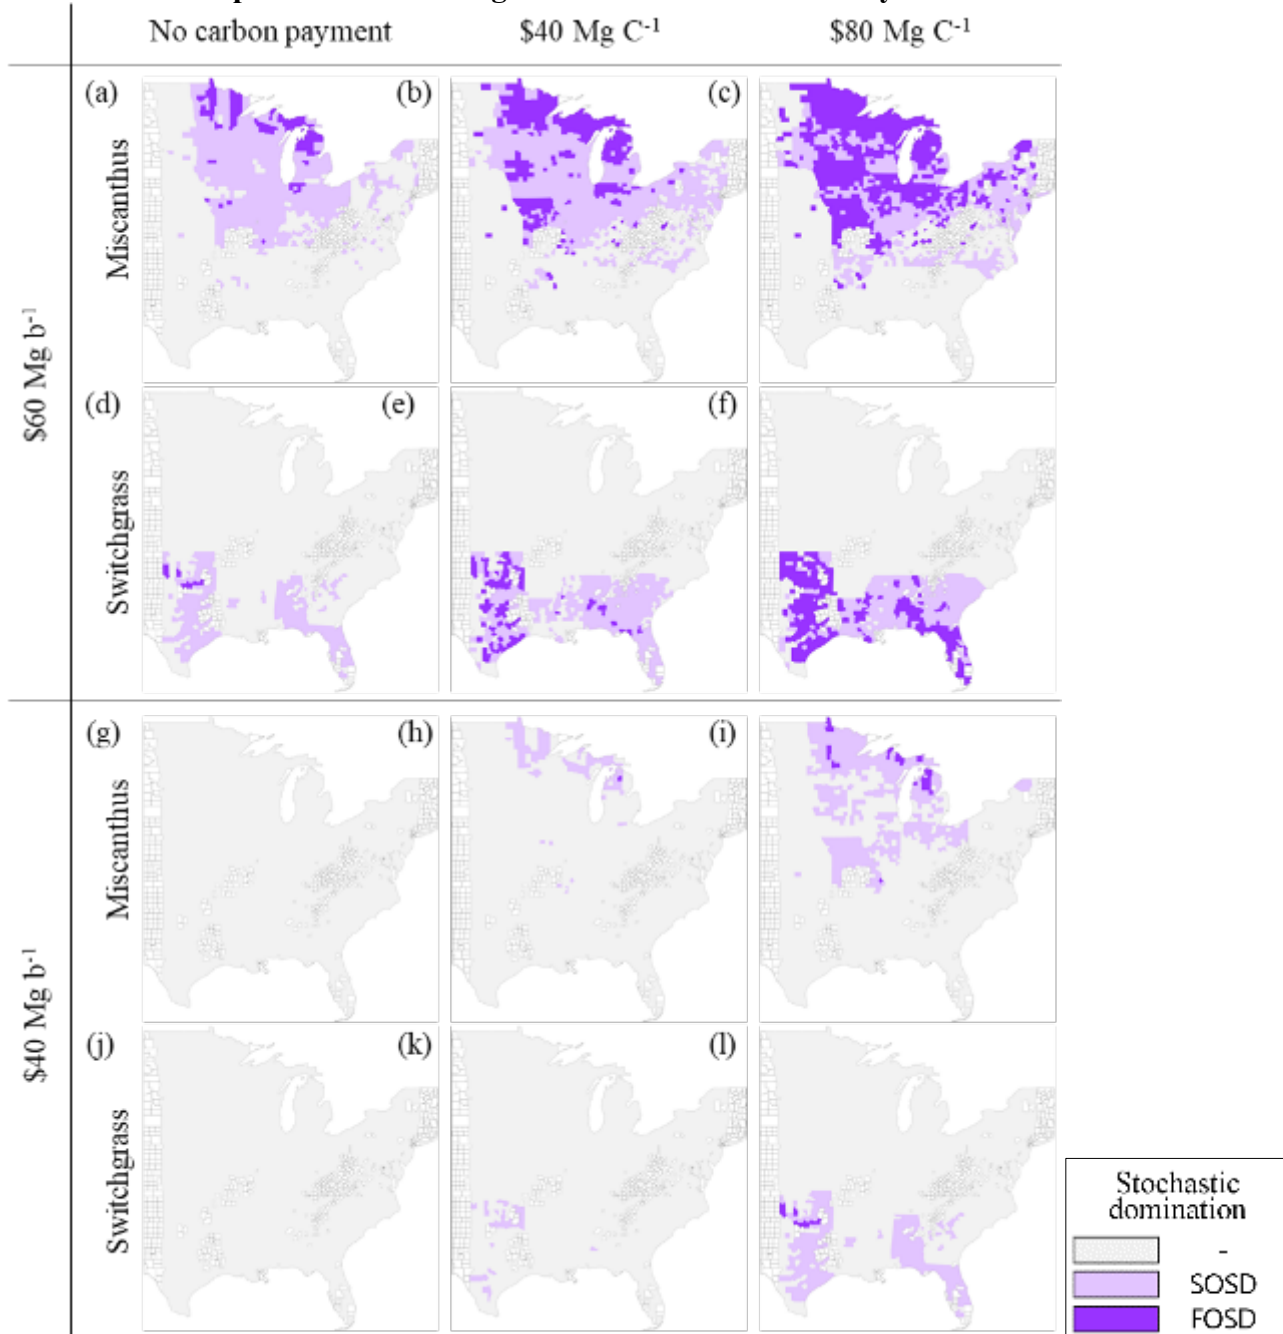 No carbon payment $40 Mg C⁻¹ $80 Mg C⁻¹
$60 Mg b⁻¹
Miscanthus
(a) (b) (c)
Switchgrass
(d) (e) (f)
$40 Mg b⁻¹
Miscanthus
(g) (h) (i)
Switchgrass
(j) (k) (l)
Stochastic
domination
-
SOSD
FOSD